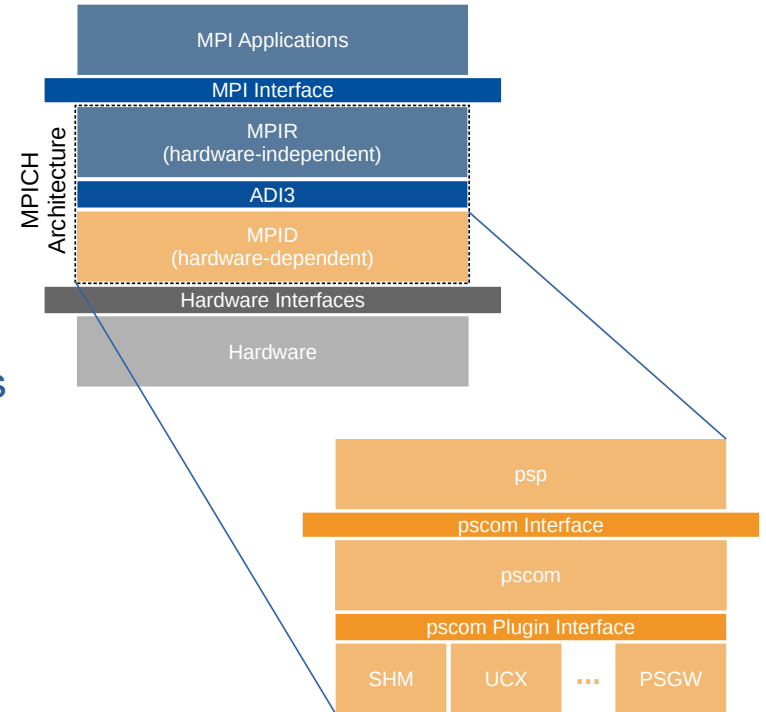 MPI Applications
MPI Interface
MPICH
Architecture
MPIR
(hardware-independent)
ADI3
MPID
(hardware-dependent)
Hardware Interfaces
Hardware
s
psp
pscom Interface
pscom
pscom Plugin Interface
SHM UCX ... PSGW